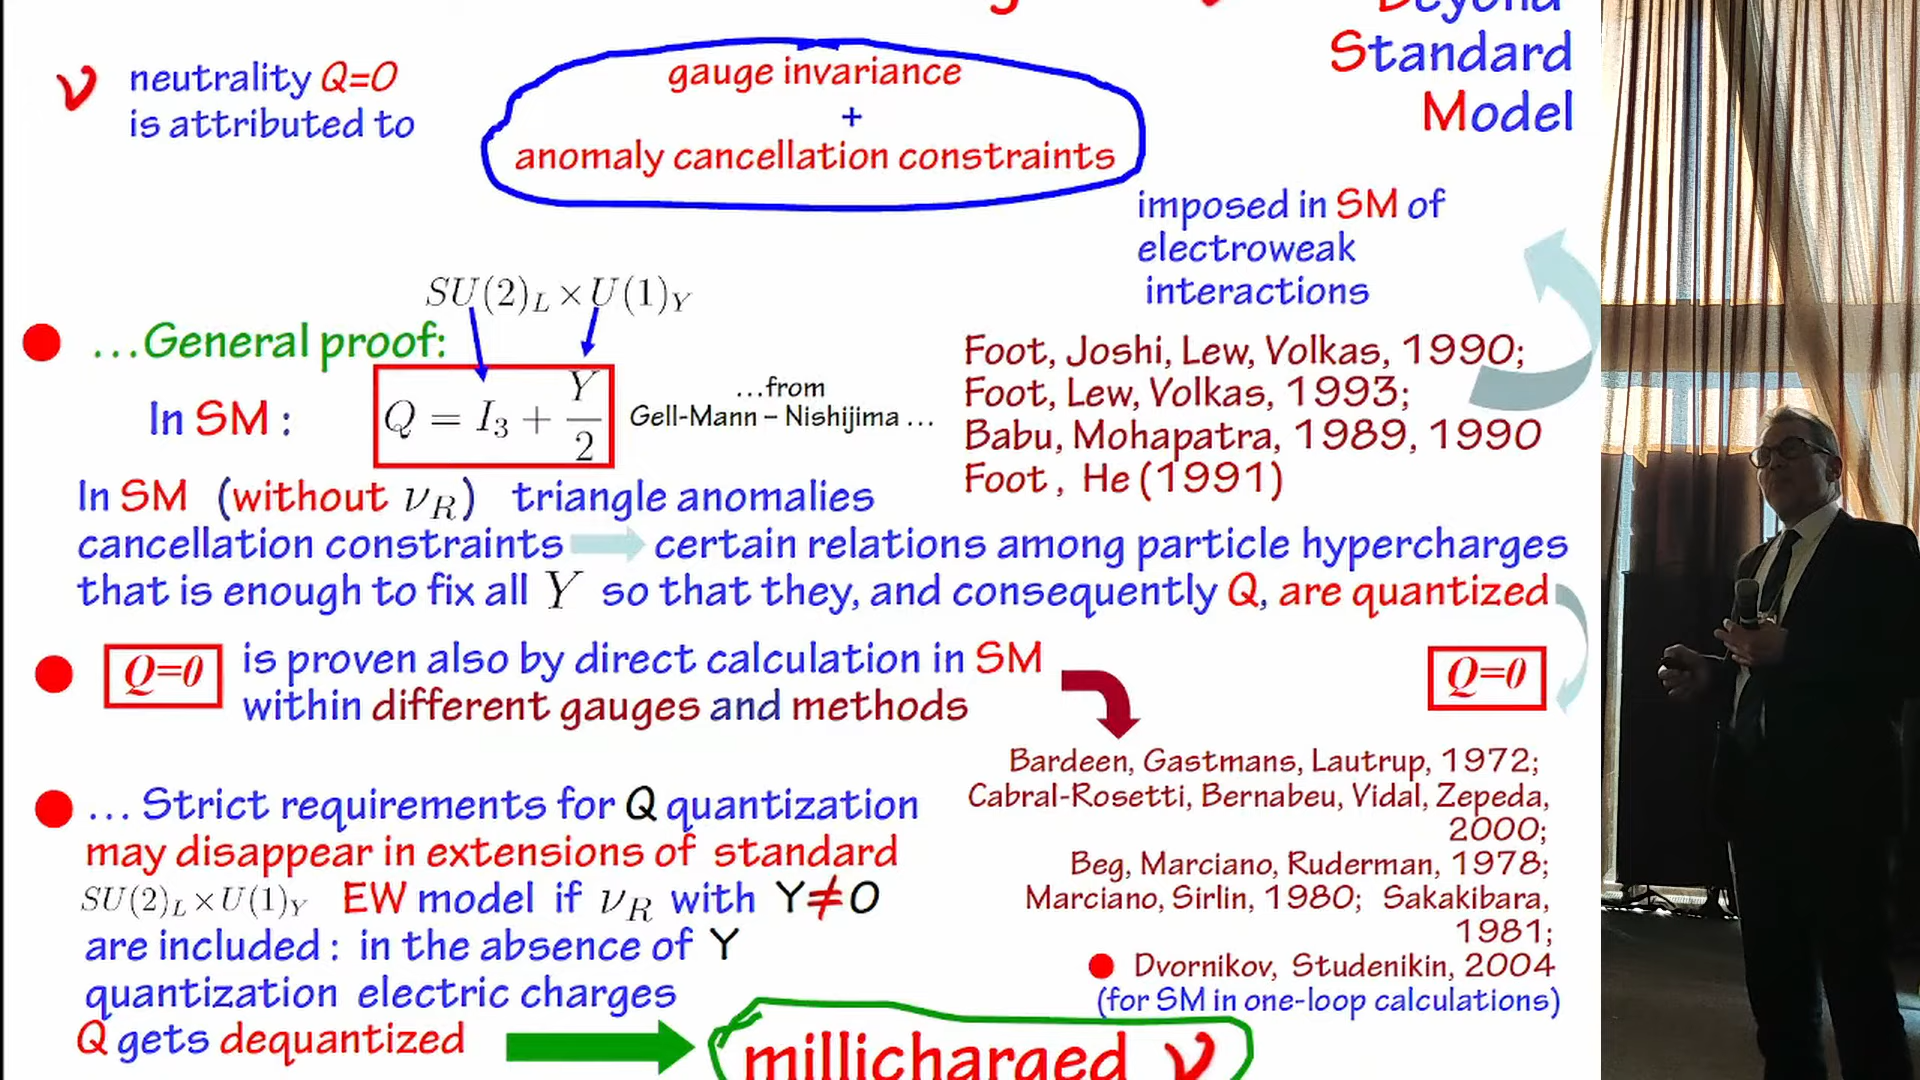 Beyond
Standard
Model
ν neutrality Q=0
is attributed to
gauge invariance
+
anomaly cancellation constraints
imposed in SM of
electroweak
interactions
SU(2)_L × U(1)_Y
...General proof:
In SM :
Q = I_3 + Y/2
...from
Gell-Mann – Nishijima ...
Foot, Joshi, Lew, Volkas, 1990;
Foot, Lew, Volkas, 1993;
Babu, Mohapatra, 1989, 1990
Foot , He (1991)
In SM (without ν_R) triangle anomalies
cancellation constraints certain relations among particle hypercharges
that is enough to fix all Y so that they, and consequently Q, are quantized
Q=0
Q=0 is proven also by direct calculation in SM
within different gauges and methods
Bardeen, Gastmans, Lautrup, 1972;
Cabral-Rosetti, Bernabeu, Vidal, Zepeda,
2000;
Beg, Marciano, Ruderman, 1978;
Marciano, Sirlin, 1980; Sakakibara,
1981;
Dvornikov, Studenikin, 2004
(for SM in one-loop calculations)
... Strict requirements for Q quantization
may disappear in extensions of standard
SU(2)_L × U(1)_Y EW model if ν_R with Y≠0
are included : in the absence of Y
quantization electric charges
Q gets dequantized
millicharged ν